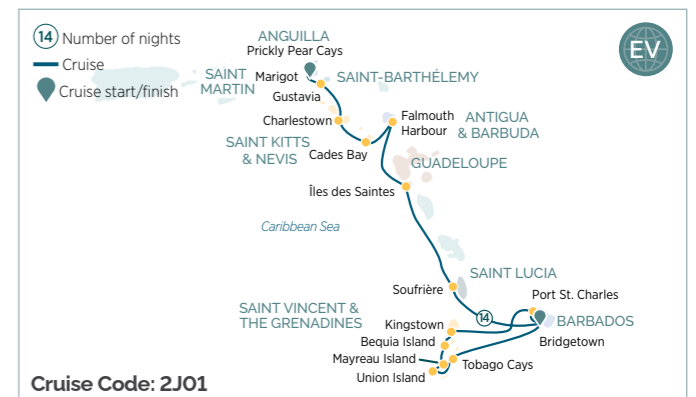 14 Number of nights
Cruise
Cruise start/finish
EV
ANGUILLA
Prickly Pear Cays
SAINT
MARTIN
Marigot
SAINT-BARTHÉLEMY
Gustavia
Charlestown
Falmouth
Harbour
ANTIGUA
& BARBUDA
SAINT KITTS
& NEVIS
Cades Bay
GUADELOUPE
Îles des Saintes
Caribbean Sea
SAINT LUCIA
Soufrière
Port St. Charles
SAINT VINCENT &
THE GRENADINES
Kingstown
14
BARBADOS
Bridgetown
Bequia Island
Mayreau Island
Tobago Cays
Union Island
Cruise Code: 2J01